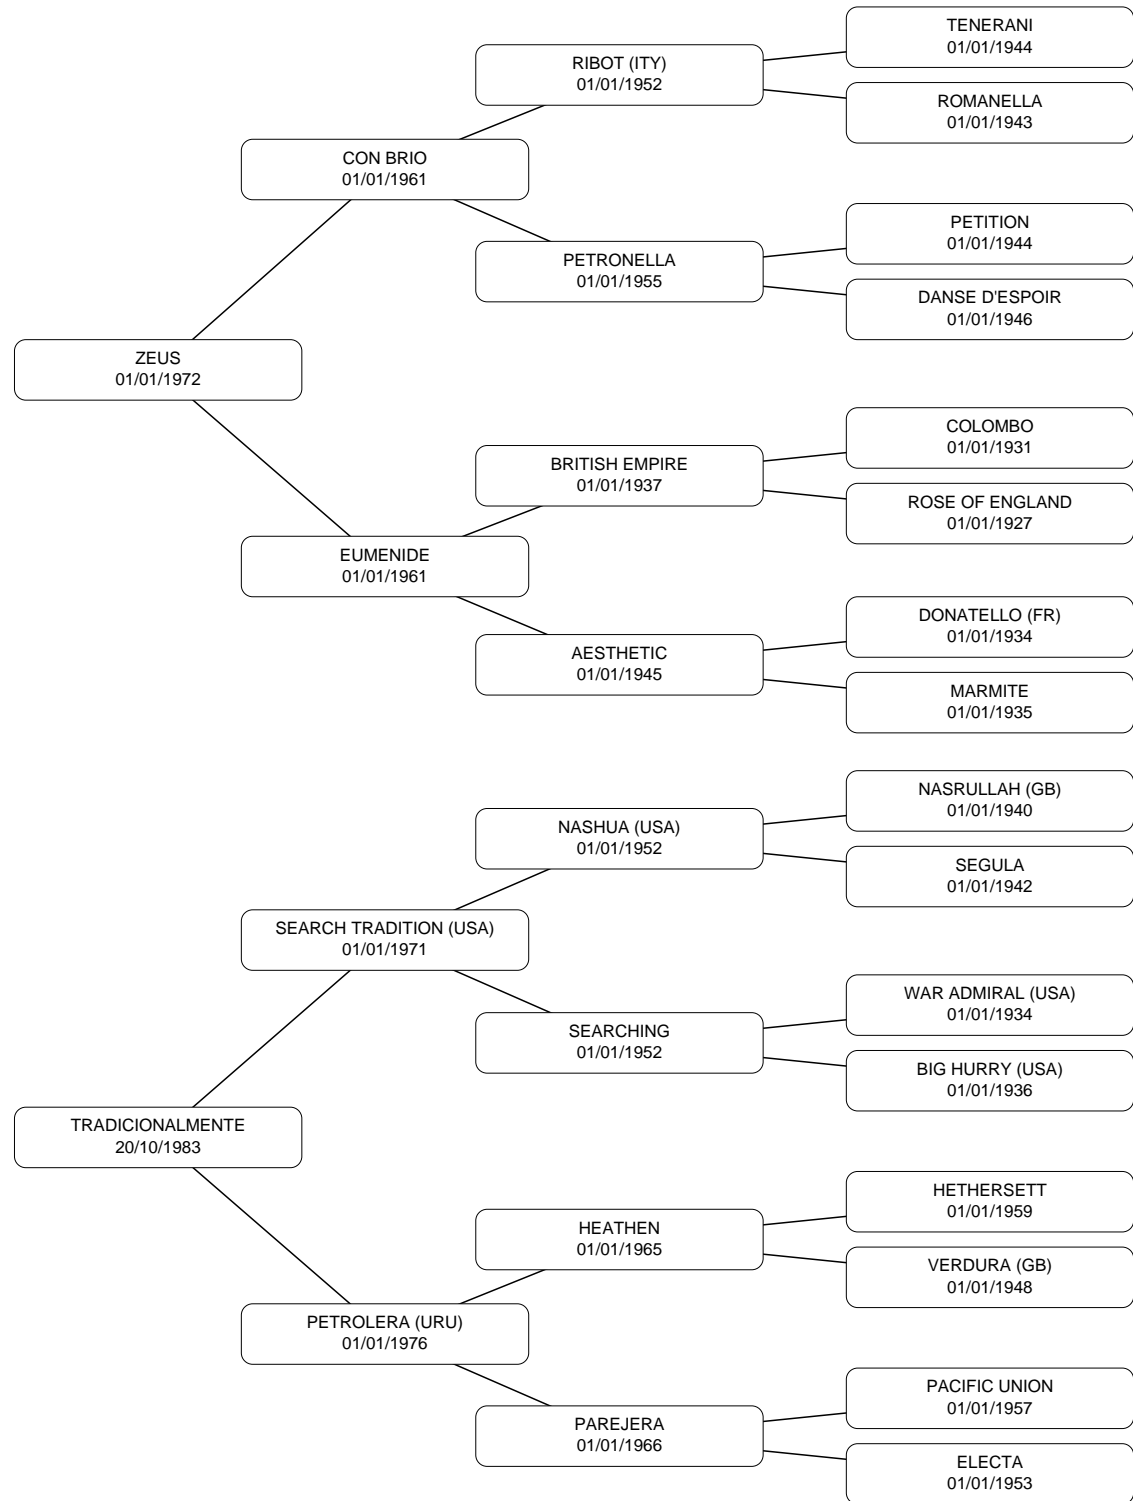 TENERANI
01/01/1944
RIBOT (ITY)
01/01/1952
ROMANELLA
01/01/1943
CON BRIO
01/01/1961
PETITION
01/01/1944
PETRONELLA
01/01/1955
DANSE D'ESPOIR
01/01/1946
ZEUS
01/01/1972
COLOMBO
01/01/1931
BRITISH EMPIRE
01/01/1937
ROSE OF ENGLAND
01/01/1927
EUMENIDE
01/01/1961
DONATELLO (FR)
01/01/1934
AESTHETIC
01/01/1945
MARMITE
01/01/1935
NASRULLAH (GB)
01/01/1940
NASHUA (USA)
01/01/1952
SEGULA
01/01/1942
SEARCH TRADITION (USA)
01/01/1971
WAR ADMIRAL (USA)
01/01/1934
SEARCHING
01/01/1952
BIG HURRY (USA)
01/01/1936
TRADICIONALMENTE
20/10/1983
HETHERSETT
01/01/1959
HEATHEN
01/01/1965
VERDURA (GB)
01/01/1948
PETROLERA (URU)
01/01/1976
PACIFIC UNION
01/01/1957
PAREJERA
01/01/1966
ELECTA
01/01/1953